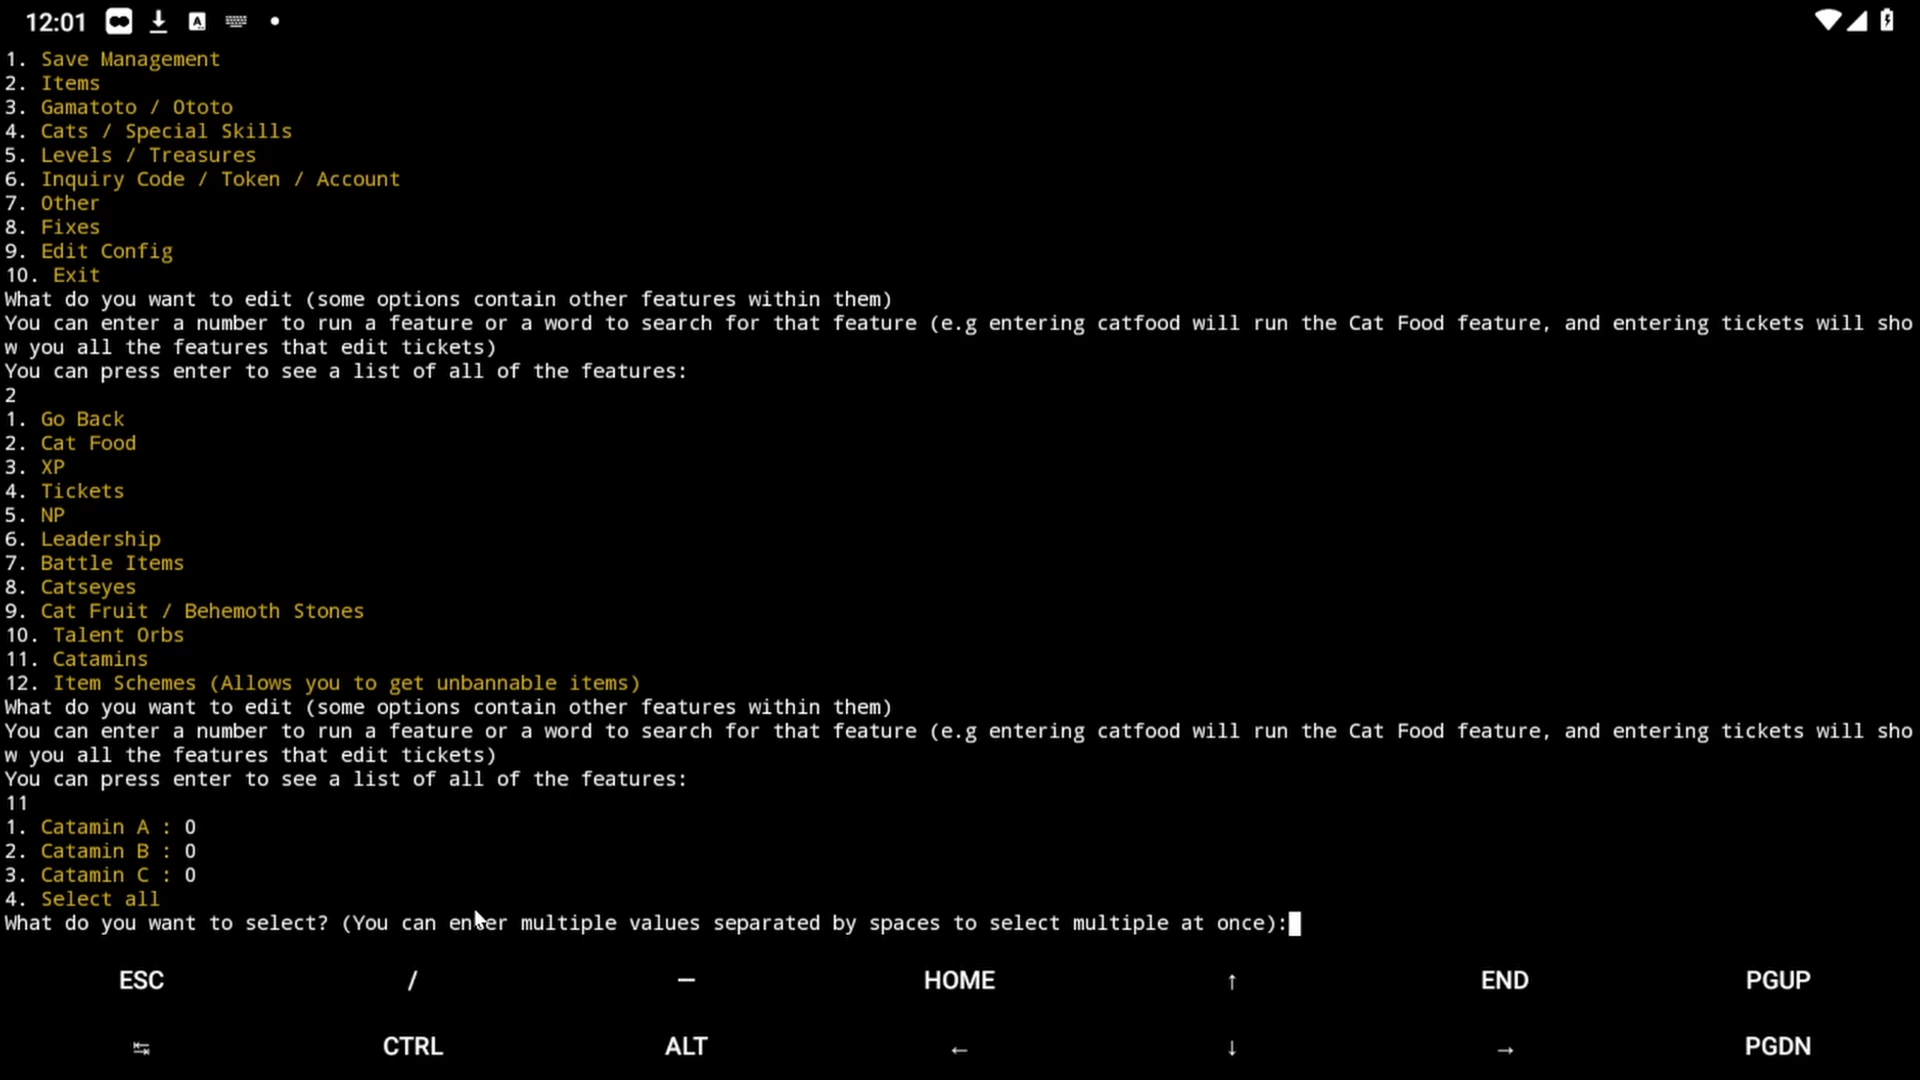 12:01
1. Save Management
2. Items
3. Gamatoto / Ototo
4. Cats / Special Skills
5. Levels / Treasures
6. Inquiry Code / Token / Account
7. Other
8. Fixes
9. Edit Config
10. Exit
What do you want to edit (some options contain other features within them)
You can enter a number to run a feature or a word to search for that feature (e.g entering catfood will run the Cat Food feature, and entering tickets will sho
w you all the features that edit tickets)
You can press enter to see a list of all of the features:
2
1. Go Back
2. Cat Food
3. XP
4. Tickets
5. NP
6. Leadership
7. Battle Items
8. Catseyes
9. Cat Fruit / Behemoth Stones
10. Talent Orbs
11. Catamins
12. Item Schemes (Allows you to get unbannable items)
What do you want to edit (some options contain other features within them)
You can enter a number to run a feature or a word to search for that feature (e.g entering catfood will run the Cat Food feature, and entering tickets will sho
w you all the features that edit tickets)
You can press enter to see a list of all of the features:
11
1. Catamin A : 0
2. Catamin B : 0
3. Catamin C : 0
4. Select all
What do you want to select? (You can enter multiple values separated by spaces to select multiple at once):
ESC / — HOME ↑ END PGUP
↹ CTRL ALT ← ↓ → PGDN